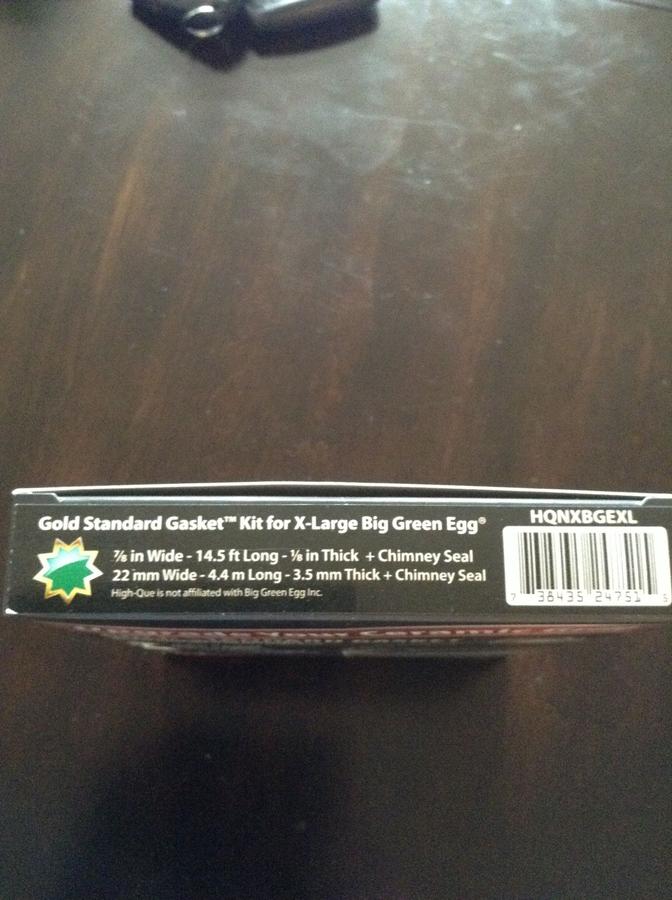 Gold Standard Gasket™ Kit for X-Large Big Green Egg®
HQNXBGEXL
⅞ in Wide - 14.5 ft Long - ⅛ in Thick + Chimney Seal
22 mm Wide - 4.4 m Long - 3.5 mm Thick + Chimney Seal
High-Que is not affiliated with Big Green Egg Inc.
7 38435 24751 5
Your Ceramic